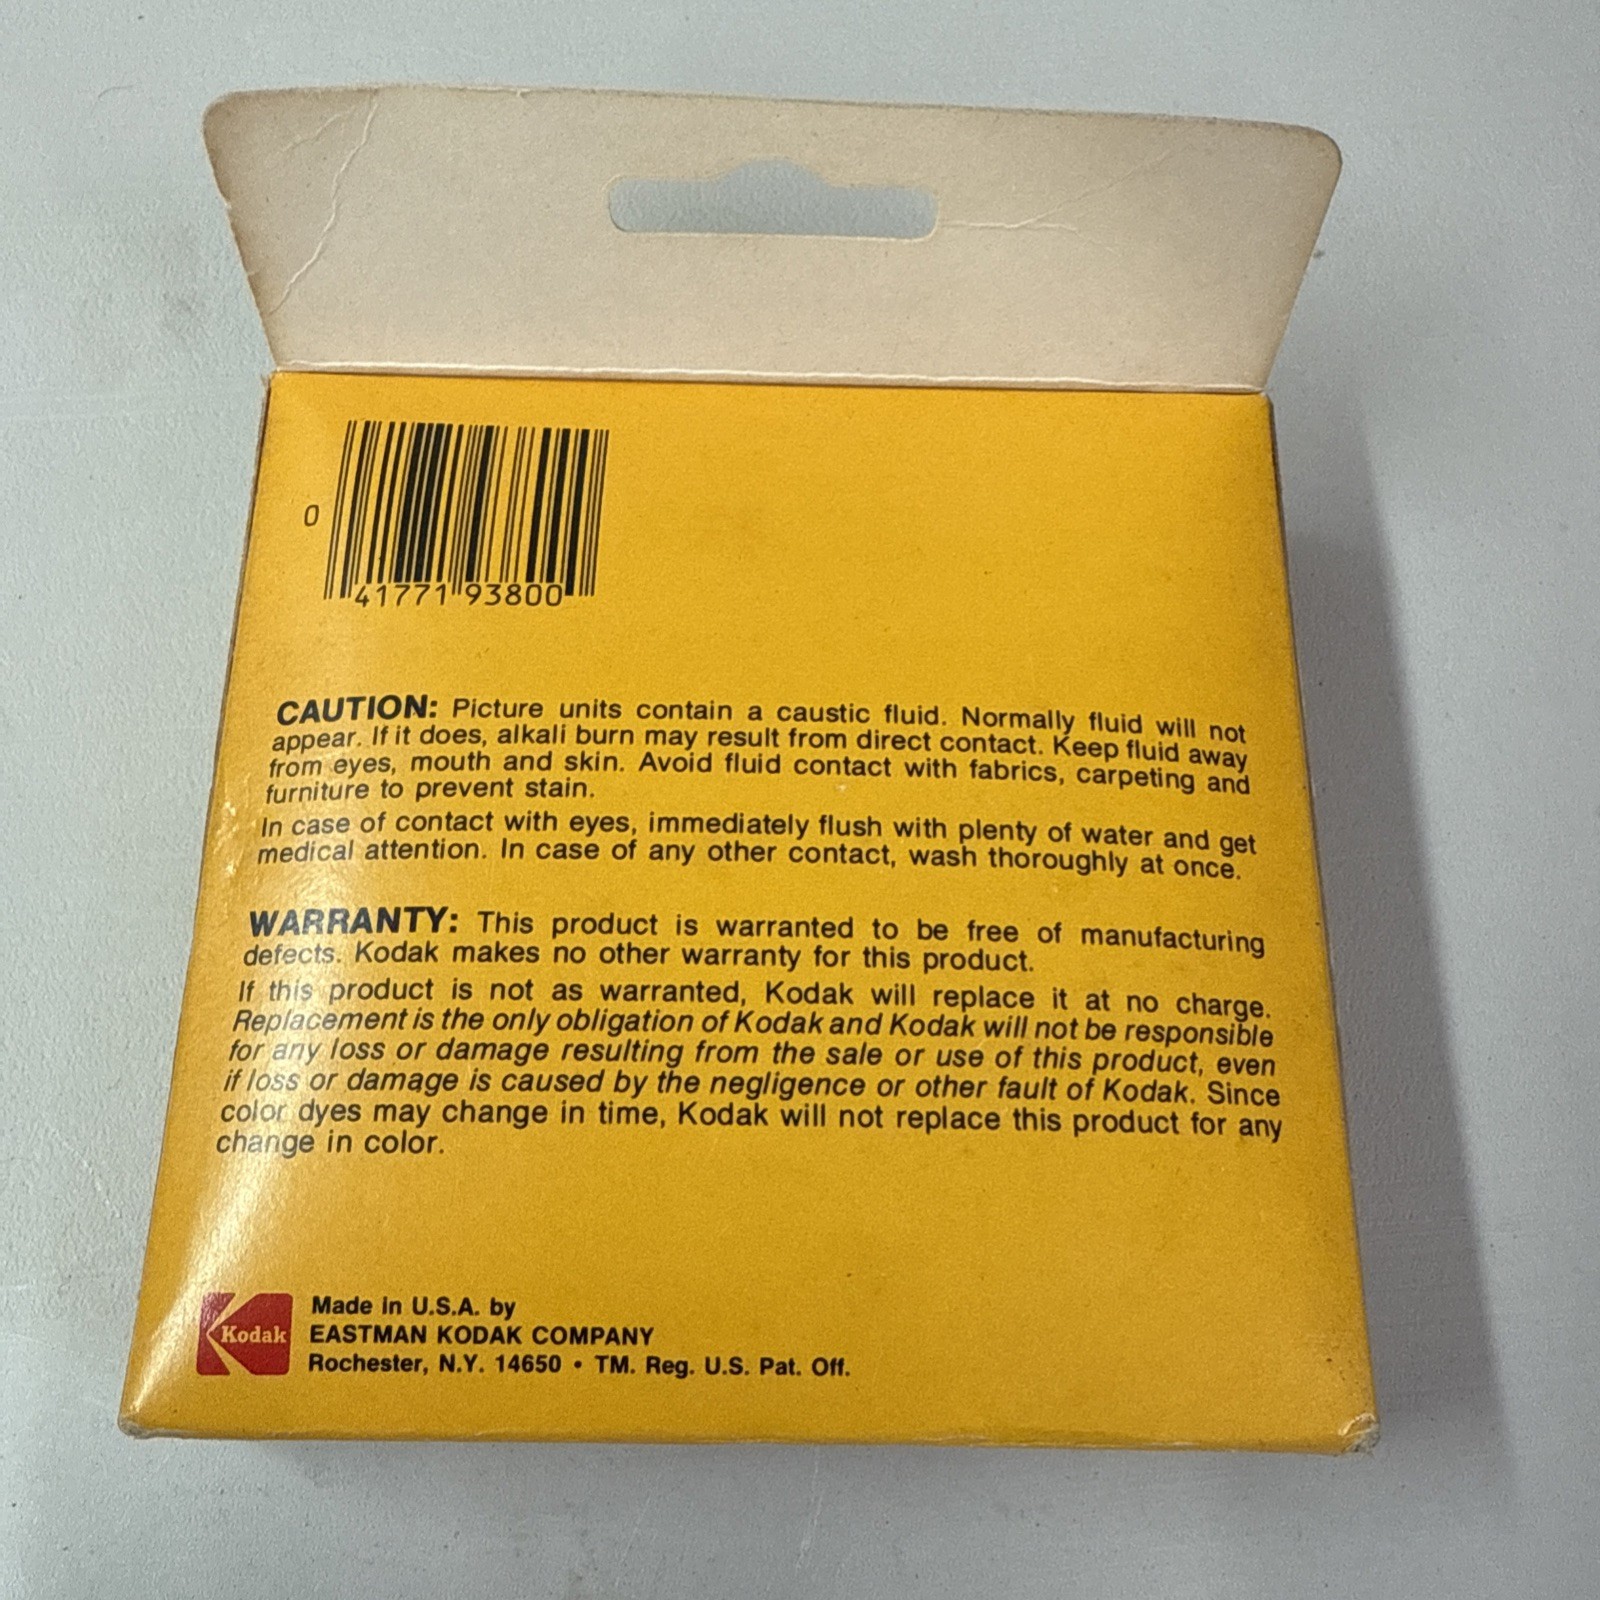 0
41771 93800
CAUTION: Picture units contain a caustic fluid. Normally fluid will not
appear. If it does, alkali burn may result from direct contact. Keep fluid away
from eyes, mouth and skin. Avoid fluid contact with fabrics, carpeting and
furniture to prevent stain.
In case of contact with eyes, immediately flush with plenty of water and get
medical attention. In case of any other contact, wash thoroughly at once.
WARRANTY: This product is warranted to be free of manufacturing
defects. Kodak makes no other warranty for this product.
If this product is not as warranted, Kodak will replace it at no charge.
Replacement is the only obligation of Kodak and Kodak will not be responsible
for any loss or damage resulting from the sale or use of this product, even
if loss or damage is caused by the negligence or other fault of Kodak. Since
color dyes may change in time, Kodak will not replace this product for any
change in color.
Kodak
Made in U.S.A. by
EASTMAN KODAK COMPANY
Rochester, N.Y. 14650 • TM. Reg. U.S. Pat. Off.